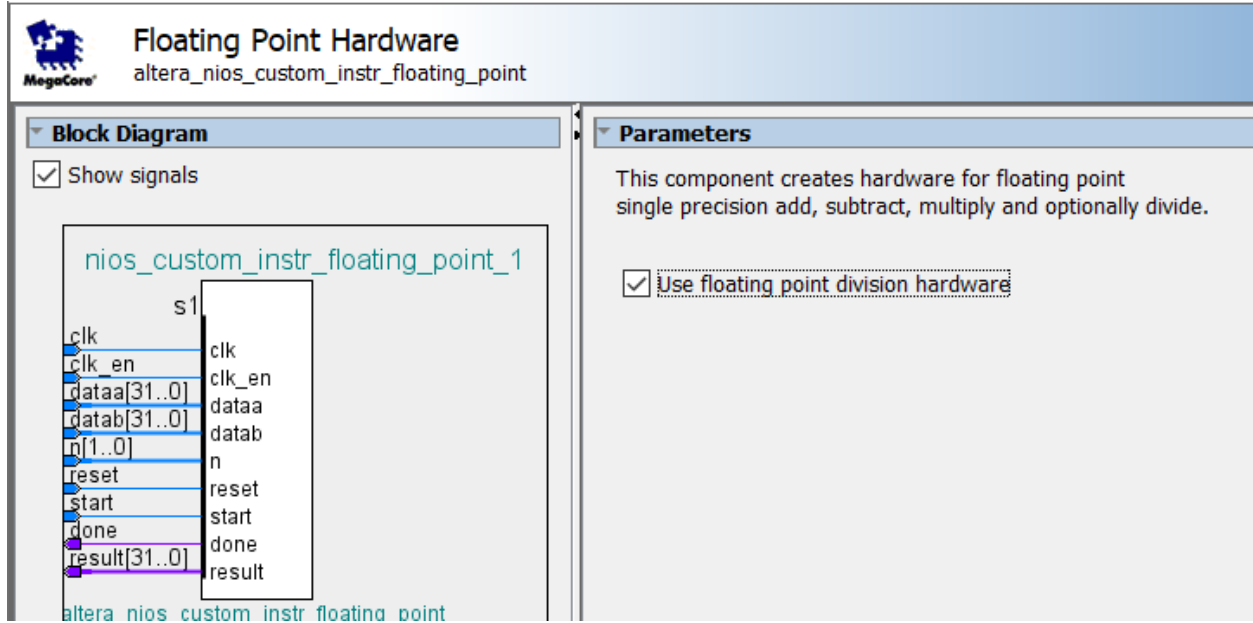 Floating Point Hardware
MegaCore®
altera_nios_custom_instr_floating_point
Block Diagram
Show signals
nios_custom_instr_floating_point_1
s1
clk
clk
clk_en
clk_en
dataa[31..0]
dataa
datab[31..0]
datab
n[1..0]
n
reset
reset
start
start
done
done
result[31..0]
result
altera_nios_custom_instr_floating_point
Parameters
This component creates hardware for floating point
single precision add, subtract, multiply and optionally divide.
Use floating point division hardware